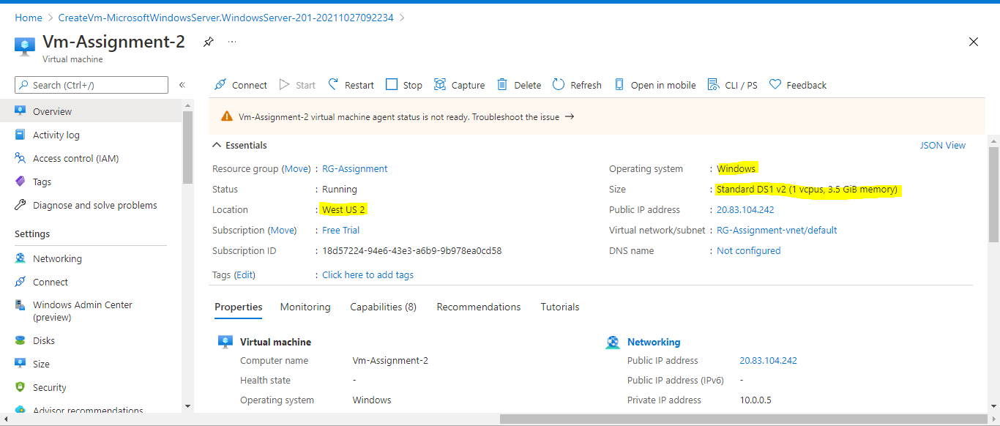 Home > CreateVm-MicrosoftWindowsServer.WindowsServer-201-20211027092234 >
Vm-Assignment-2 ...
Virtual machine
Search (Ctrl+/) «
Connect Start Restart Stop Capture Delete Refresh Open in mobile CLI / PS Feedback
Overview
Activity log
Access control (IAM)
Tags
Diagnose and solve problems
Settings
Networking
Connect
Windows Admin Center
(preview)
Disks
Size
Security
Advisor recommendations
Vm-Assignment-2 virtual machine agent status is not ready. Troubleshoot the issue →
Essentials JSON View
Resource group (Move) : RG-Assignment
Status : Running
Location : West US 2
Subscription (Move) : Free Trial
Subscription ID : 18d57224-94e6-43e3-a6b9-9b978ea0cd58
Tags (Edit) : Click here to add tags
Operating system : Windows
Size : Standard DS1 v2 (1 vcpus, 3.5 GiB memory)
Public IP address : 20.83.104.242
Virtual network/subnet : RG-Assignment-vnet/default
DNS name : Not configured
Properties Monitoring Capabilities (8) Recommendations Tutorials
Virtual machine
Computer name Vm-Assignment-2
Health state -
Operating system Windows
Networking
Public IP address 20.83.104.242
Public IP address (IPv6) -
Private IP address 10.0.0.5